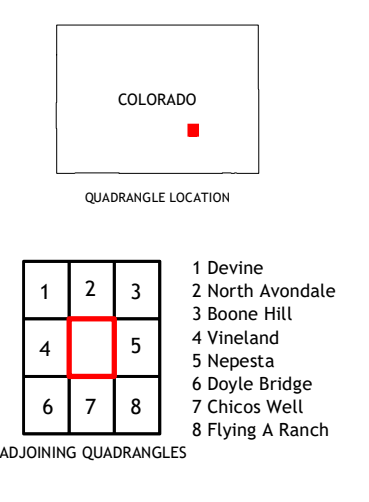 COLORADO
QUADRANGLE LOCATION
1 2 3
4 5
6 7 8
ADJOINING QUADRANGLES
1 Devine
2 North Avondale
3 Boone Hill
4 Vineland
5 Nepesta
6 Doyle Bridge
7 Chicos Well
8 Flying A Ranch